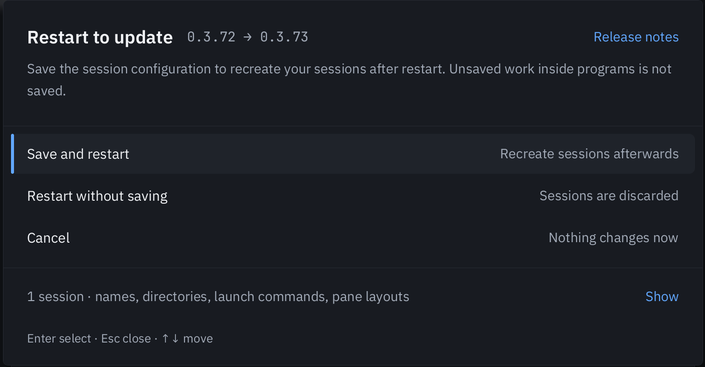 Restart to update 0.3.72 → 0.3.73 Release notes
Save the session configuration to recreate your sessions after restart. Unsaved work inside programs is not
saved.
Save and restart Recreate sessions afterwards
Restart without saving Sessions are discarded
Cancel Nothing changes now
1 session · names, directories, launch commands, pane layouts Show
Enter select · Esc close · ↑↓ move